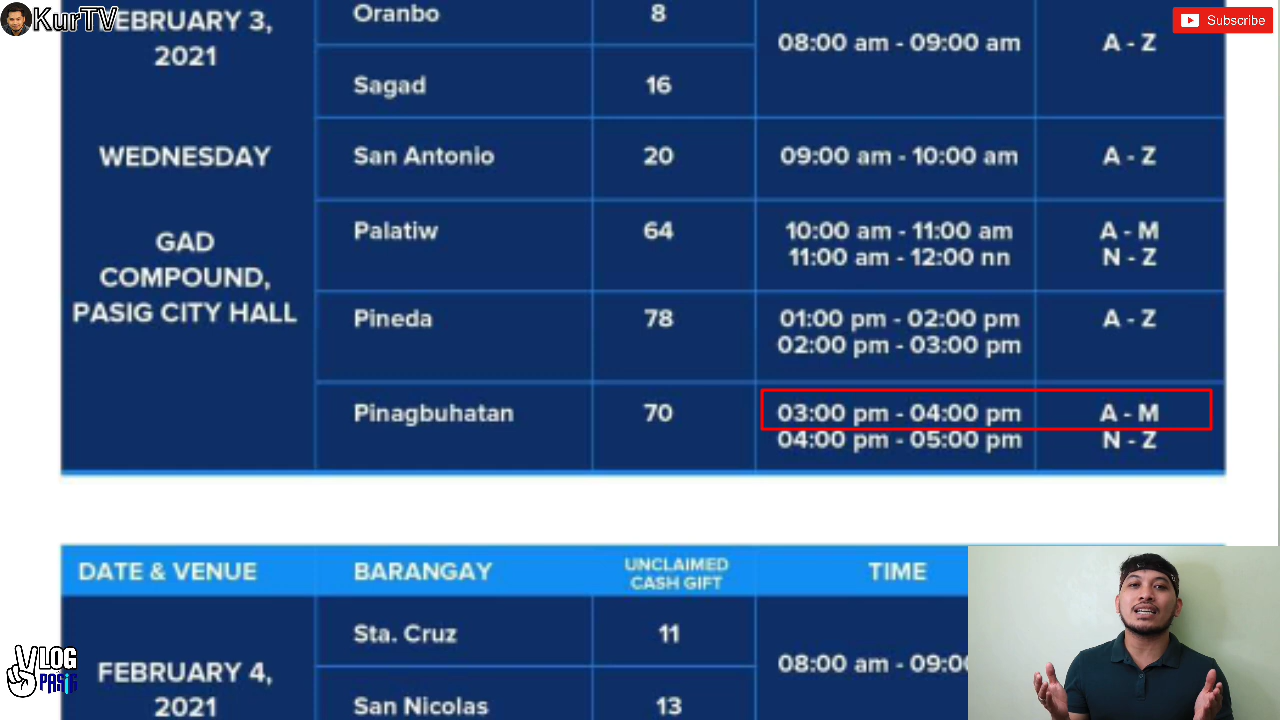 KurTV
Subscribe
FEBRUARY 3,
2021
WEDNESDAY
GAD
COMPOUND,
PASIG CITY HALL
Oranbo 8
08:00 am - 09:00 am A - Z
Sagad 16
San Antonio 20 09:00 am - 10:00 am A - Z
Palatiw 64 10:00 am - 11:00 am A - M
11:00 am - 12:00 nn N - Z
Pineda 78 01:00 pm - 02:00 pm A - Z
02:00 pm - 03:00 pm
Pinagbuhatan 70 03:00 pm - 04:00 pm A - M
04:00 pm - 05:00 pm N - Z
DATE & VENUE BARANGAY UNCLAIMED CASH GIFT TIME
FEBRUARY 4,
2021
Sta. Cruz 11
08:00 am - 09:00
San Nicolas 13
VLOG
PASIG